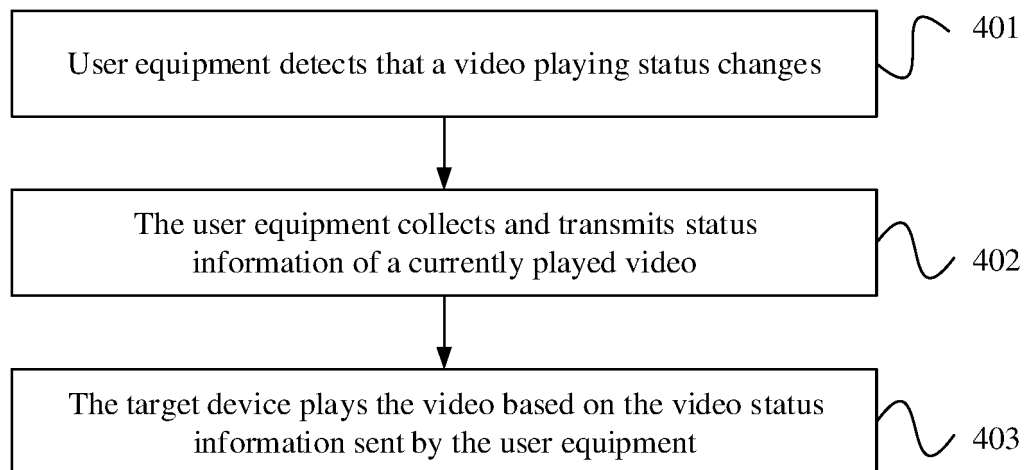 User equipment detects that a video playing status changes
401
The user equipment collects and transmits status
information of a currently played video
402
The target device plays the video based on the video status
information sent by the user equipment
403